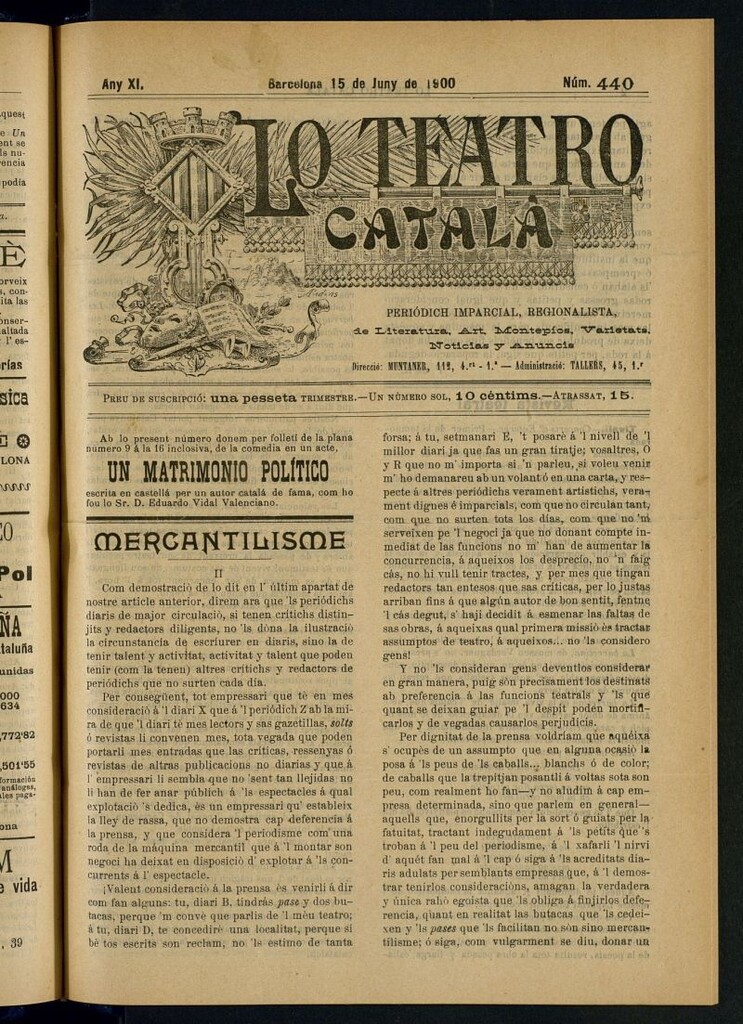 Any XI.
Barcelona 15 de Juny de 1900
Núm. 440
LO TEATRO
CATALÀ
PERIÓDICH IMPARCIAL, REGIONALISTA,
de Literatura, Art, Montepios, Varietats,
Noticias y Anuncis
Direcció: MUNTANER, 112, 4.rt - 1.ª — Administració: TALLERS, 45, 1.r
PREU DE SUSCRIPCIÓ: una pesseta TRIMESTRE.—UN NÚMERO SOL, 10 céntims.—ATRASSAT, 15.
Ab lo present número donem per folletí de la plana
número 9 á la 16 inclosiva, de la comedia en un acte,
UN MATRIMONIO POLÍTICO
escrita en castellá per un autor catalá de fama, com ho
fou lo Sr. D. Eduardo Vidal Valenciano.
MERCANTILISME
II
Com demostració de lo dit en l' últim apartat de
nostre article anterior, direm ara que 'ls periódichs
diaris de major circulació, si tenen crítichs distin-
jits y redactors diligents, no 'ls dóna la ilustració
la circunstancia de escriurer en diaris, sino la de
tenir talent y activitat, activitat y talent que poden
tenir (com la tenen) altres crítichs y redactors de
periódichs que no surten cada día.
Per consegüent, tot empressari que tè en mes
consideració á 'l diari X que á 'l periódich Z ab la mi-
ra de que 'l diari té mes lectors y sas gazetillas, solts
ó revistas li convenen mes, tota vegada que poden
portarli mes entradas que las críticas, ressenyas ó
revistas de altras publicacions no diarias y que á
l' empressari li sembla que no 'sent tan llejidas no
li han de fer anar públich á 'ls espectacles á qual
explotació 's dedica, és un empressari qu' estableix
la lley de rassa, que no demostra cap deferencia á
la prensa, y que considera 'l periodisme com' una
roda de la máquina mercantil que á 'l montar son
negoci ha deixat en disposició d' explotar á 'ls con-
currents á l' espectacle.
¡Valent consideració á la prensa és venirli á dir
com fan alguns: tu, diari B, tindrás pase y dos bu-
tacas, perque 'm convè que parlis de 'l mèu teatro;
á tu, diari D, te concediré una localitat, perque si
bè tos escrits son reclam, no 'ls estimo de tanta
forsa; á tu, setmanari E, 't posarè á 'l nivell de 'l
millor diari ja que fas un gran tiratje; vosaltres, O
y R que no m' importa si 'n parleu, si voleu venir
m' ho demanareu ab un volant ó en una carta, y res-
pecte á altres periódichs verament artistichs, vera-
ment dignes é imparcials, com que no circulan tant,
com que no surten tots los días, com que no 'm
serveixen pe 'l negoci ja que no donant compte in-
mediat de las funcions no m' han de aumentar la
concurrencia, á aqueixos los desprecio, no 'n faig
cás, no hi vull tenir tractes, y per mes que tingan
redactors tan entesos que sas críticas, per lo justas
arriban fins á que algún autor de bon sentit, fentne
'l cás degut, s' haji decidit á esmenar las faltas de
sas obras, á aqueixas qual primera missió és tractar
assumptos de teatro, á aqueixos... no 'ls considero
gens!
Y no 'ls consideran gens deventlos considerar
en gran manera, puig són precisament los destinats
ab preferencia á las funcions teatrals y 'ls que
quant se deixan guiar pe 'l despit poden mortifi-
carlos y de vegadas causarlos perjudicis.
Per dignitat de la prensa voldriam que aquèixa
s' ocupès de un assumpto que en alguna ocasió la
posa á 'ls peus de 'ls caballs... blanchs ó de color;
de caballs que la trepitjan posantli á voltas sota son
peu, com realment ho fan—y no aludim á cap em
presa determinada, sino que parlem en general—
aquells que, enorgullits per la sort ó guiats per la
fatuitat, tractant indegudament á 'ls petits que 's
troban á 'l peu del periodisme, á 'l xafarli 'l nirvi
d' aquét fan mal á 'l cap ó siga á 'ls acreditats dia-
ris adulats per semblants empresas que, á 'l demos-
trar tenirlos consideracións, amagan la verdadera
y única rahó egoista que 'ls obliga á finjirlos defe-
rencia, quant en realitat las butacas que 'ls cedei-
xen y 'ls pases que 'ls facilitan no són sino mercan-
tilisme; ó siga, com vulgarment se diu, donar un